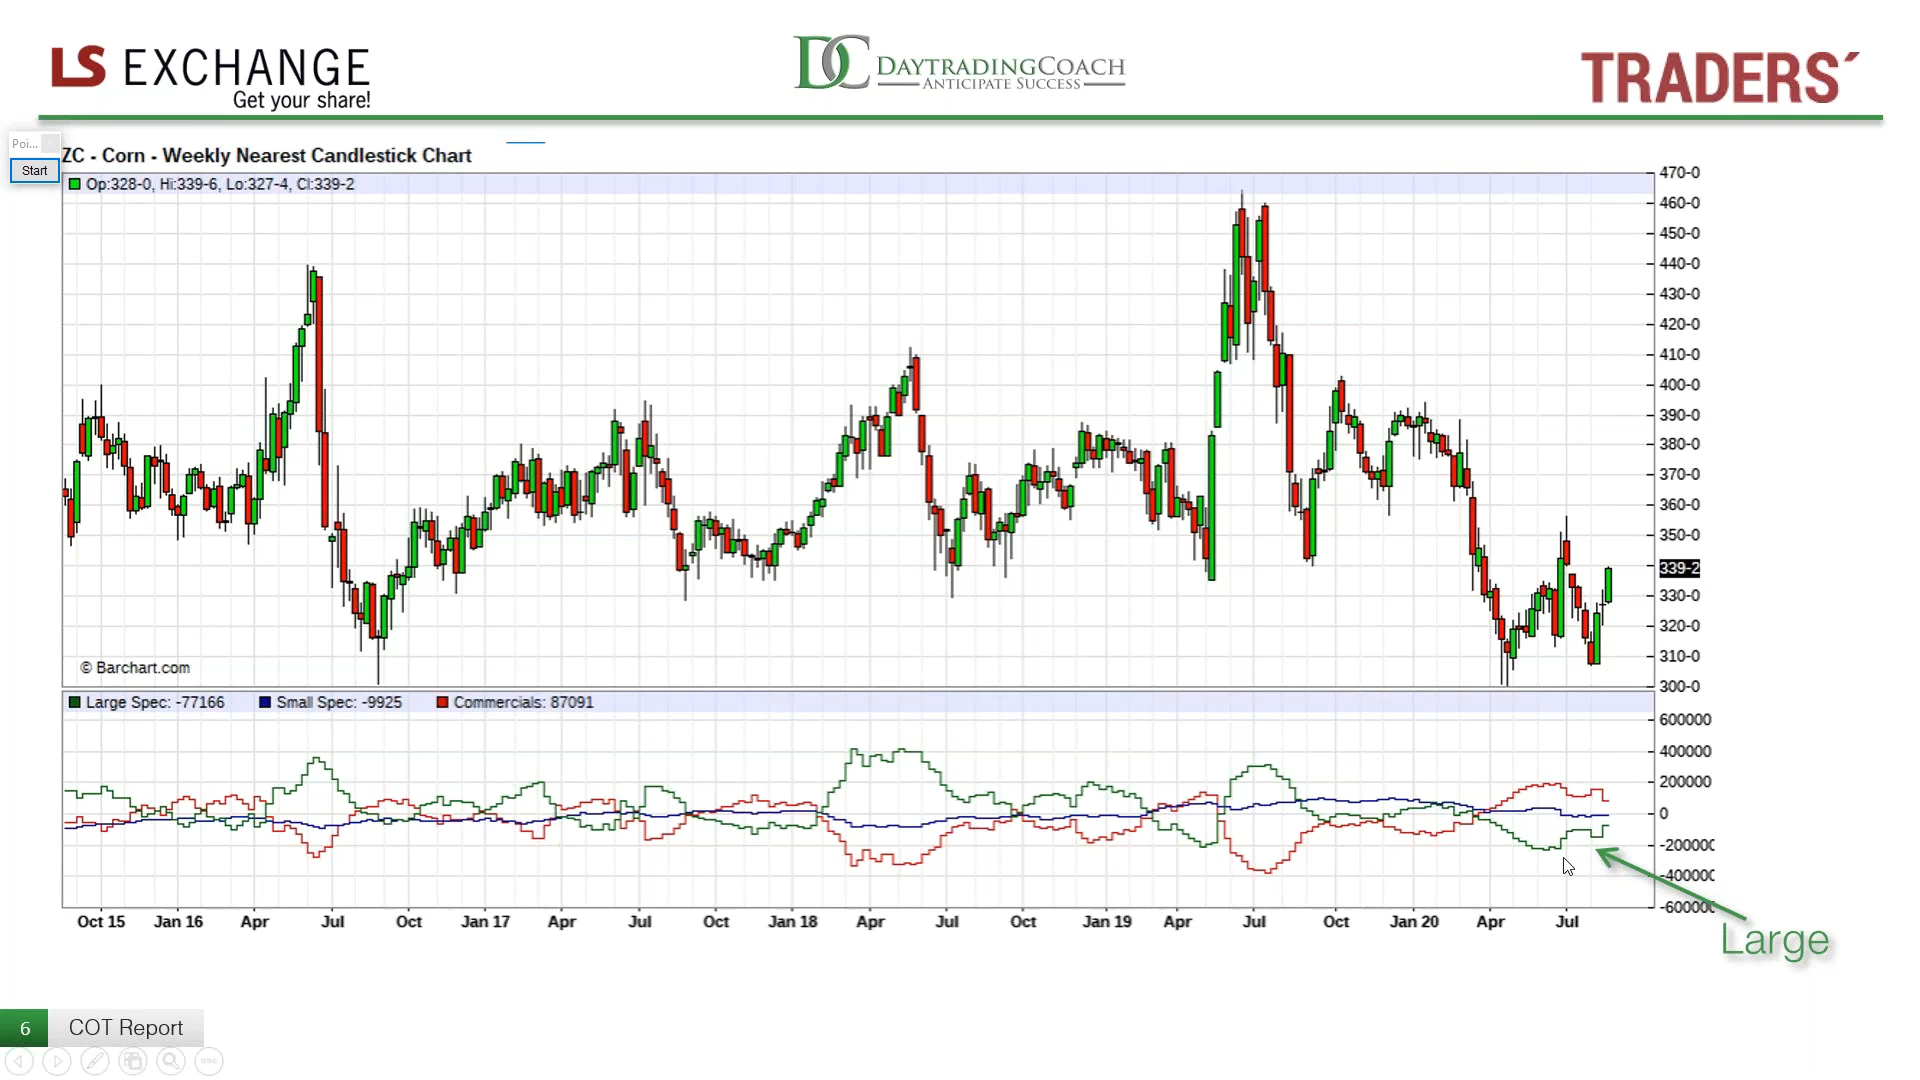 LS EXCHANGE
Get your share!
DC DAYTRADINGCOACH
ANTICIPATE SUCCESS
TRADERS´
Poi...
Start
ZC - Corn - Weekly Nearest Candlestick Chart
Op:328-0, Hi:339-6, Lo:327-4, Cl:339-2
470-0
460-0
450-0
440-0
430-0
420-0
410-0
400-0
390-0
380-0
370-0
360-0
350-0
339-2
330-0
320-0
310-0
300-0
© Barchart.com
Large Spec: -77166 Small Spec: -9925 Commercials: 87091
600000
400000
200000
0
-200000
-400000
-600000
Oct 15 Jan 16 Apr Jul Oct Jan 17 Apr Jul Oct Jan 18 Apr Jul Oct Jan 19 Apr Jul Oct Jan 20 Apr Jul
Large
6 COT Report